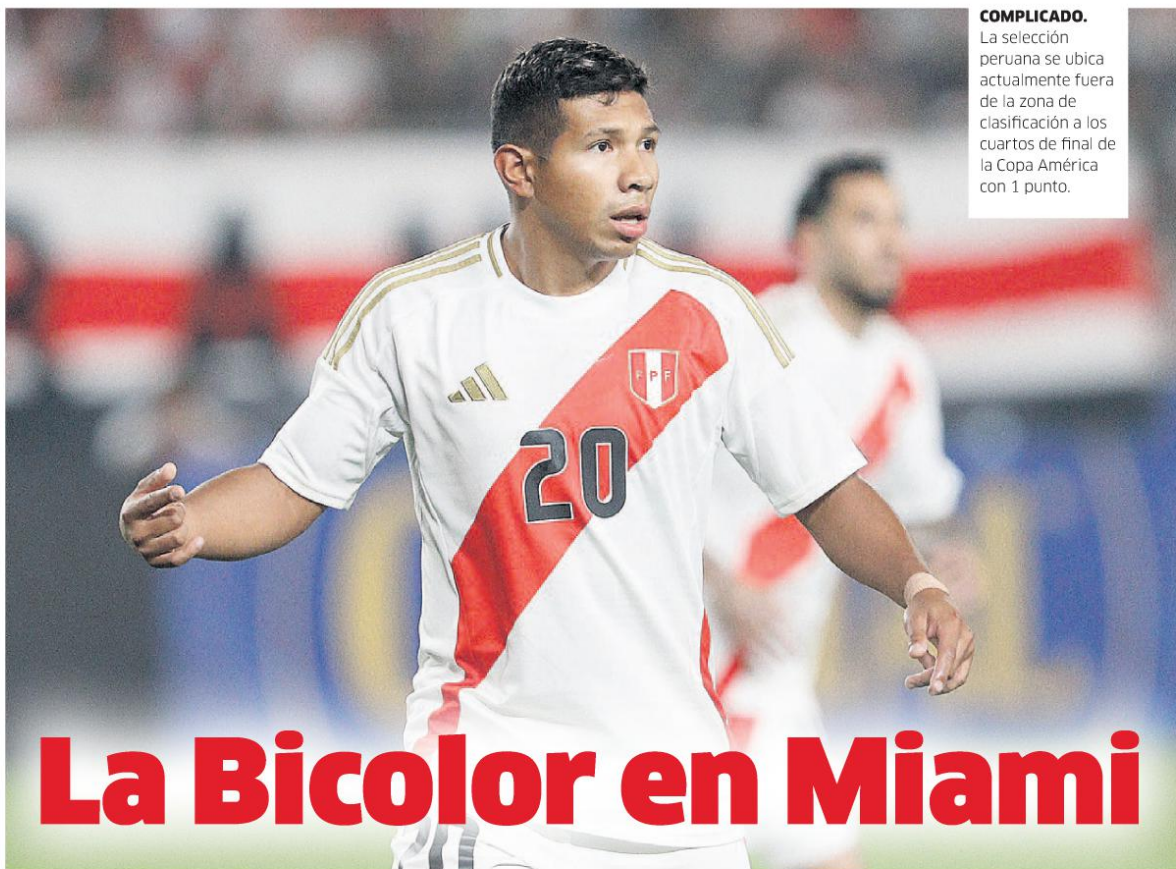 COMPLICADO.
La selección
peruana se ubica
actualmente fuera
de la zona de
clasificación a los
cuartos de final de
la Copa América
con 1 punto.
FPF
20
La Bicolor en Miami